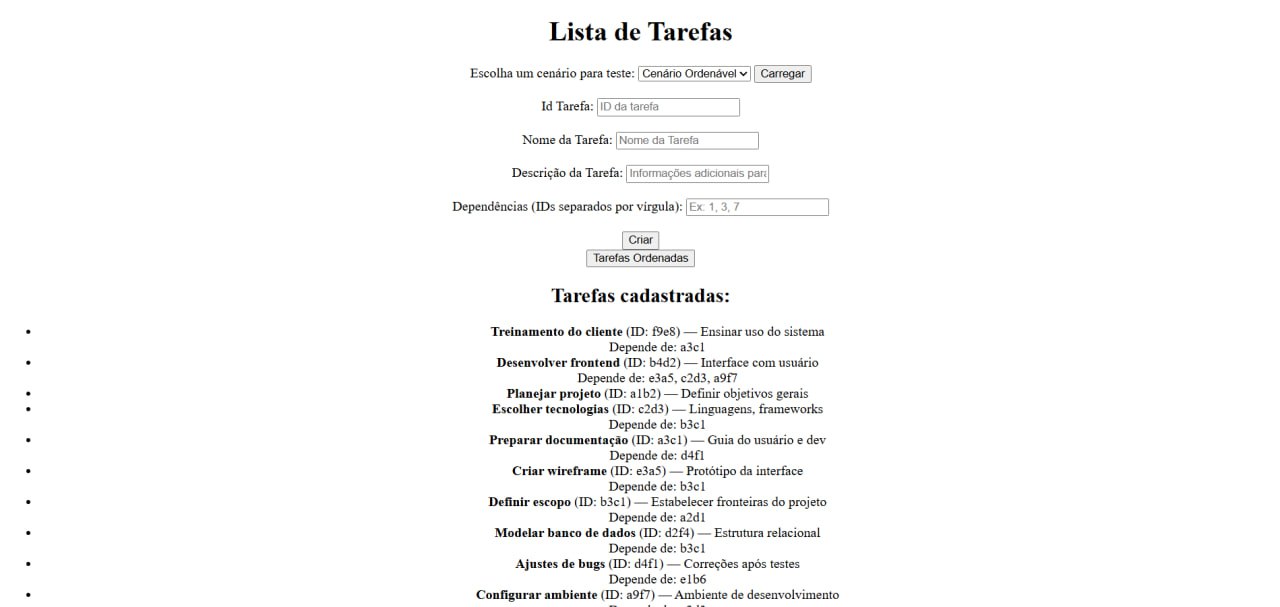 Lista de Tarefas
Escolha um cenário para teste: Cenário Ordenável Carregar
Id Tarefa: ID da tarefa
Nome da Tarefa: Nome da Tarefa
Descrição da Tarefa: Informações adicionais para
Dependências (IDs separados por vírgula): Ex: 1, 3, 7
Criar
Tarefas Ordenadas
Tarefas cadastradas:
• Treinamento do cliente (ID: f9e8) — Ensinar uso do sistema
Depende de: a3c1
• Desenvolver frontend (ID: b4d2) — Interface com usuário
Depende de: e3a5, c2d3, a9f7
• Planejar projeto (ID: a1b2) — Definir objetivos gerais
• Escolher tecnologias (ID: c2d3) — Linguagens, frameworks
Depende de: b3c1
• Preparar documentação (ID: a3c1) — Guia do usuário e dev
Depende de: d4f1
• Criar wireframe (ID: e3a5) — Protótipo da interface
Depende de: b3c1
• Definir escopo (ID: b3c1) — Estabelecer fronteiras do projeto
Depende de: a2d1
• Modelar banco de dados (ID: d2f4) — Estrutura relacional
Depende de: b3c1
• Ajustes de bugs (ID: d4f1) — Correções após testes
Depende de: e1b6
• Configurar ambiente (ID: a9f7) — Ambiente de desenvolvimento